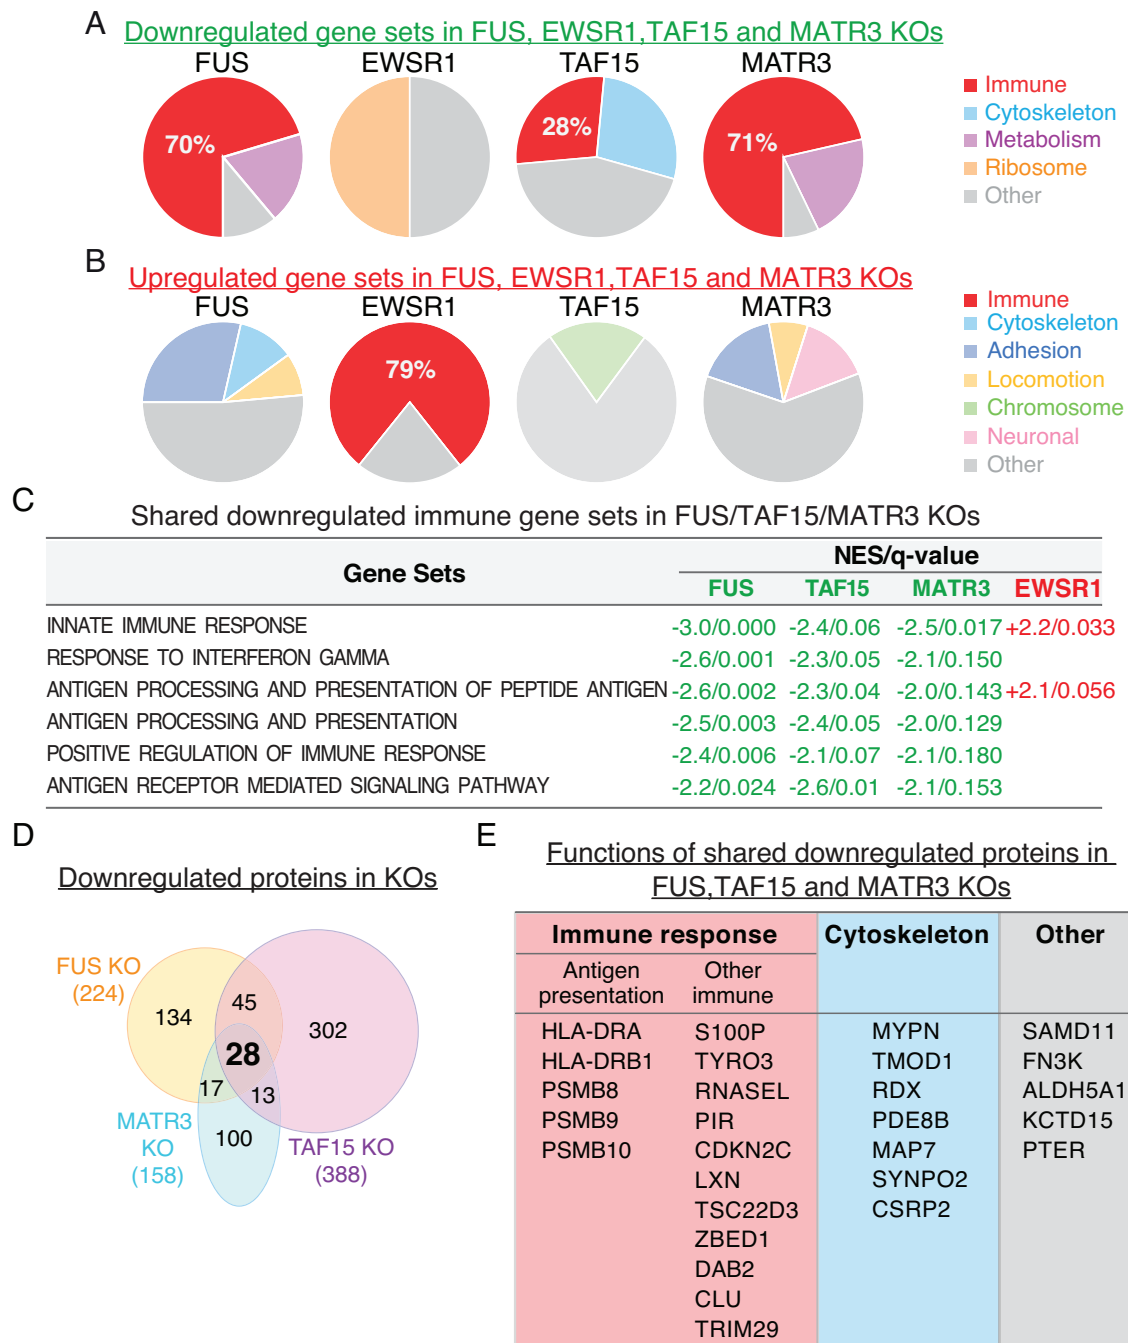 A
Downregulated gene sets in FUS, EWSR1,TAF15 and MATR3 KOs
FUS EWSR1 TAF15 MATR3
70% 28% 71%
Immune
Cytoskeleton
Metabolism
Ribosome
Other
B
Upregulated gene sets in FUS, EWSR1,TAF15 and MATR3 KOs
FUS EWSR1 TAF15 MATR3
79%
Immune
Cytoskeleton
Adhesion
Locomotion
Chromosome
Neuronal
Other
C
Shared downregulated immune gene sets in FUS/TAF15/MATR3 KOs
Gene Sets NES/q-value
FUS TAF15 MATR3 EWSR1
INNATE IMMUNE RESPONSE -3.0/0.000 -2.4/0.06 -2.5/0.017 +2.2/0.033
RESPONSE TO INTERFERON GAMMA -2.6/0.001 -2.3/0.05 -2.1/0.150
ANTIGEN PROCESSING AND PRESENTATION OF PEPTIDE ANTIGEN -2.6/0.002 -2.3/0.04 -2.0/0.143 +2.1/0.056
ANTIGEN PROCESSING AND PRESENTATION -2.5/0.003 -2.4/0.05 -2.0/0.129
POSITIVE REGULATION OF IMMUNE RESPONSE -2.4/0.006 -2.1/0.07 -2.1/0.180
ANTIGEN RECEPTOR MEDIATED SIGNALING PATHWAY -2.2/0.024 -2.6/0.01 -2.1/0.153
D
Downregulated proteins in KOs
FUS KO
(224)
134
45
302
28
17
13
100
MATR3
KO
(158)
TAF15 KO
(388)
E
Functions of shared downregulated proteins in
FUS,TAF15 and MATR3 KOs
Immune response Cytoskeleton Other
Antigen
presentation
Other
immune
HLA-DRA S100P MYPN SAMD11
HLA-DRB1 TYRO3 TMOD1 FN3K
PSMB8 RNASEL RDX ALDH5A1
PSMB9 PIR PDE8B KCTD15
PSMB10 CDKN2C MAP7 PTER
LXN SYNPO2
TSC22D3 CSRP2
ZBED1
DAB2
CLU
TRIM29